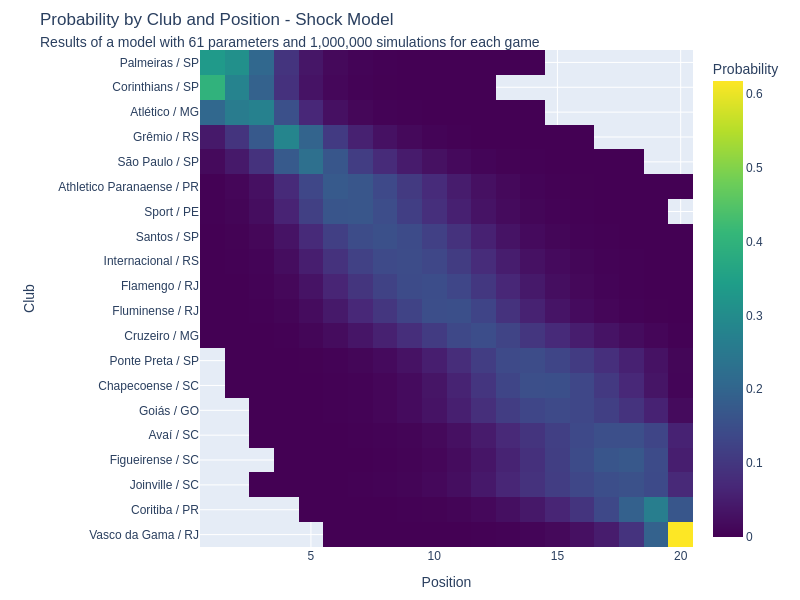 Probability by Club and Position - Shock Model
Results of a model with 61 parameters and 1,000,000 simulations for each game
Probability
Palmeiras / SP
Corinthians / SP
Atlético / MG
Grêmio / RS
São Paulo / SP
Athletico Paranaense / PR
Sport / PE
Santos / SP
Internacional / RS
Flamengo / RJ
Fluminense / RJ
Cruzeiro / MG
Ponte Preta / SP
Chapecoense / SC
Goiás / GO
Avaí / SC
Figueirense / SC
Joinville / SC
Coritiba / PR
Vasco da Gama / RJ
Club
5
10
15
20
Position
0.6
0.5
0.4
0.3
0.2
0.1
0